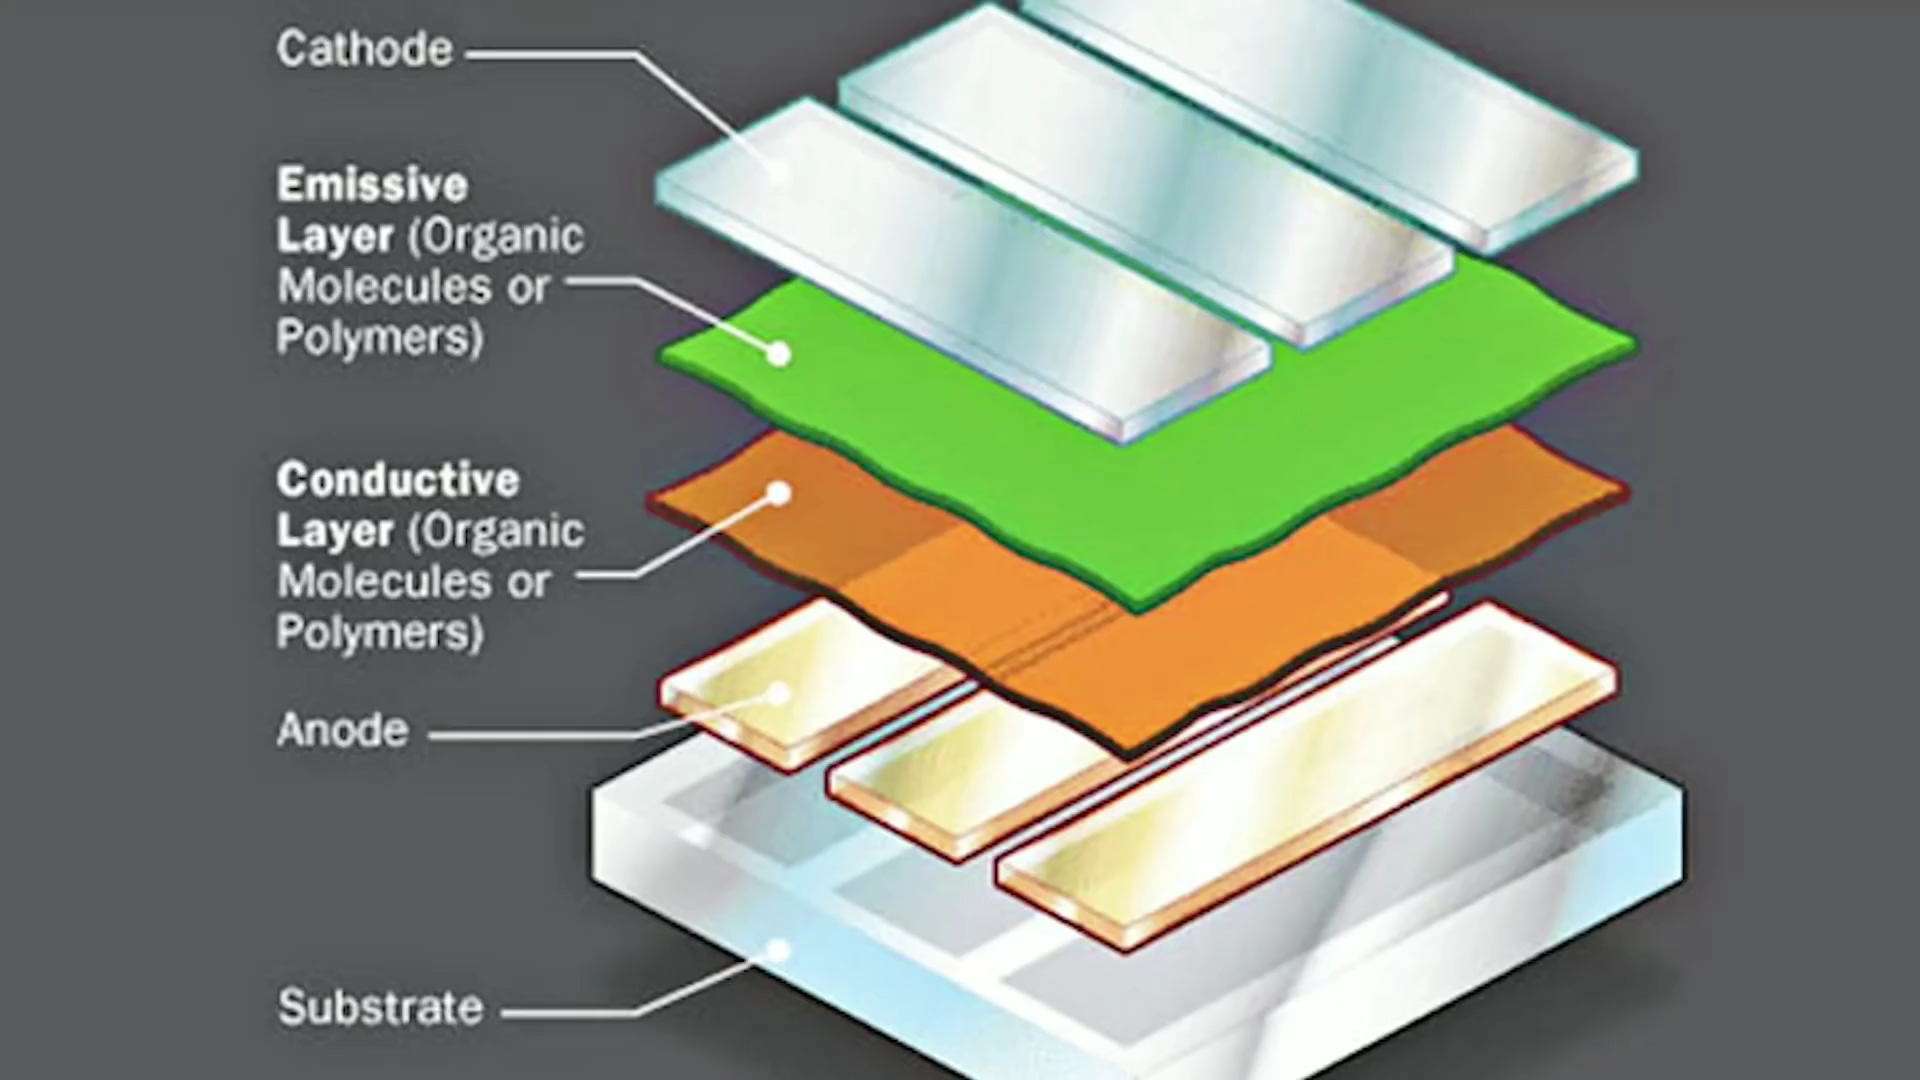 Cathode
Emissive
Layer (Organic
Molecules or
Polymers)
Conductive
Layer (Organic
Molecules or
Polymers)
Anode
Substrate